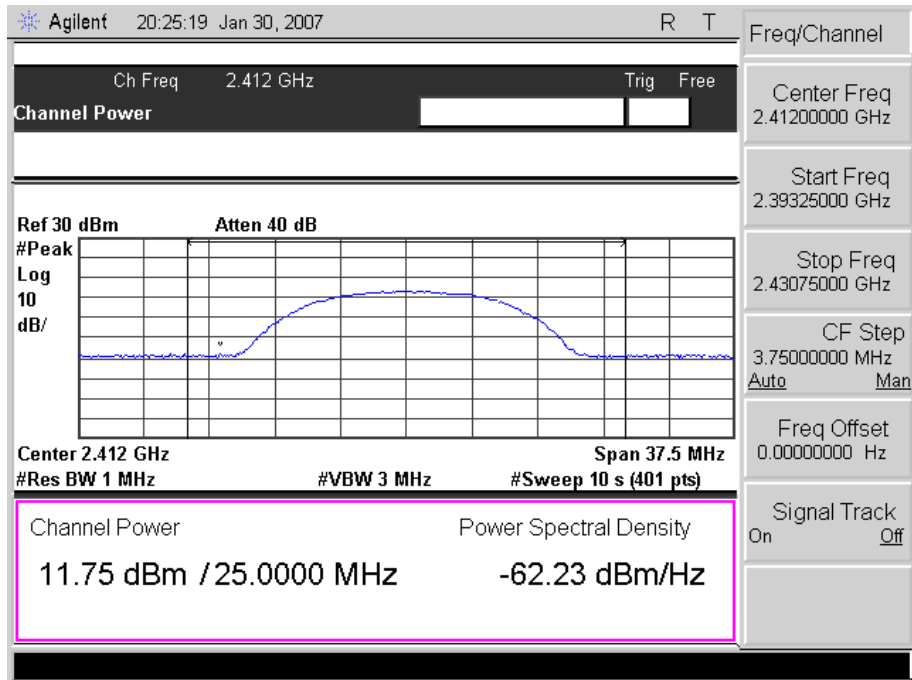 Agilent 20:25:19 Jan 30, 2007 R T
Ch Freq 2.412 GHz Trig Free
Channel Power
Ref 30 dBm Atten 40 dB
#Peak
Log
10
dB/
Center 2.412 GHz Span 37.5 MHz
#Res BW 1 MHz #VBW 3 MHz #Sweep 10 s (401 pts)
Channel Power Power Spectral Density
11.75 dBm / 25.0000 MHz -62.23 dBm/Hz
Freq/Channel
Center Freq
2.41200000 GHz
Start Freq
2.39325000 GHz
Stop Freq
2.43075000 GHz
CF Step
3.75000000 MHz
Auto Man
Freq Offset
0.00000000 Hz
Signal Track
On Off